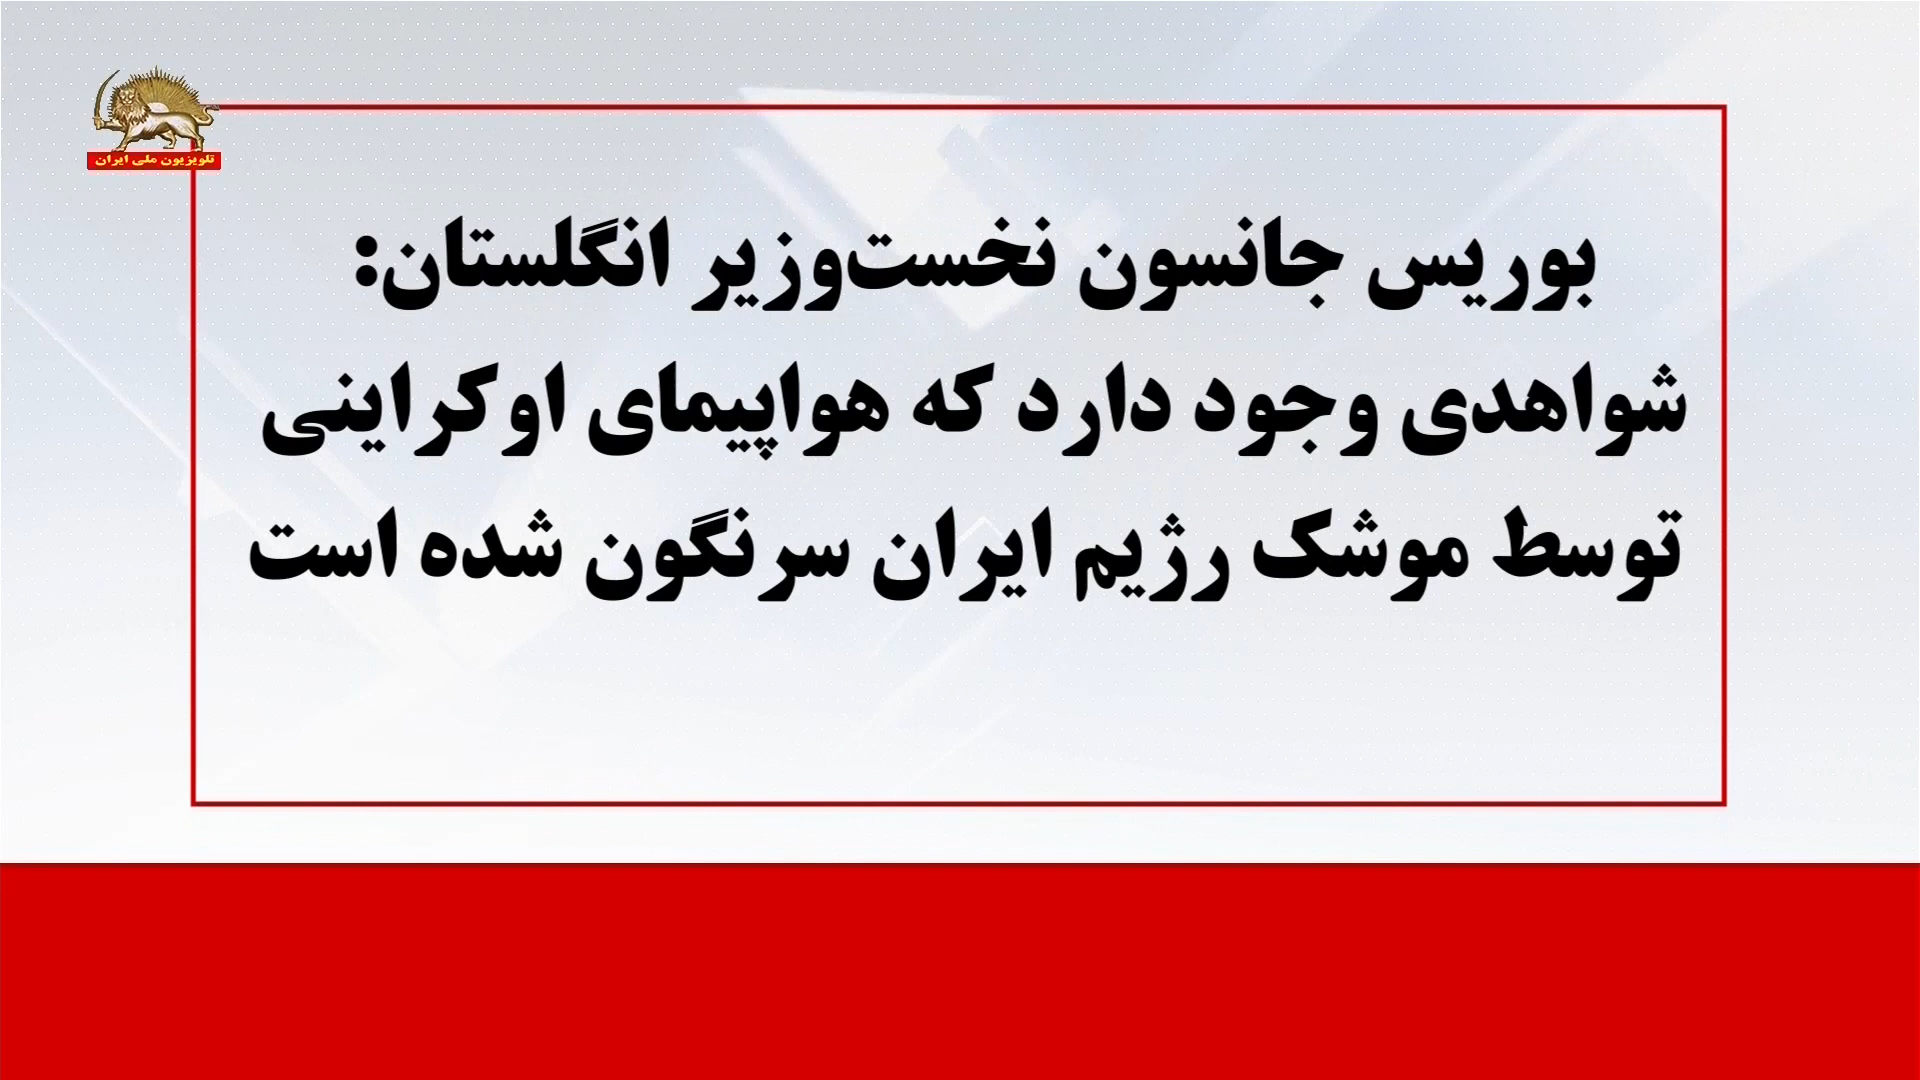 تلویزیون ملی ایران
بوریس جانسون نخست‌وزیر انگلستان:
شواهدی وجود دارد که هواپیمای اوکراینی
توسط موشک رژیم ایران سرنگون شده است